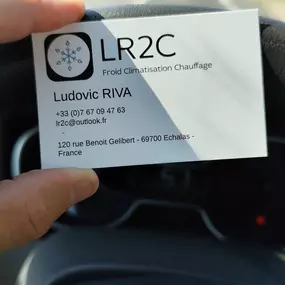 LR2C
Froid Climatisation Chauffage
Ludovic RIVA
+33 (0)7 67 09 47 63
lr2c@outlook.fr
-
120 rue Benoit Gelibert - 69700 Echalas -
France